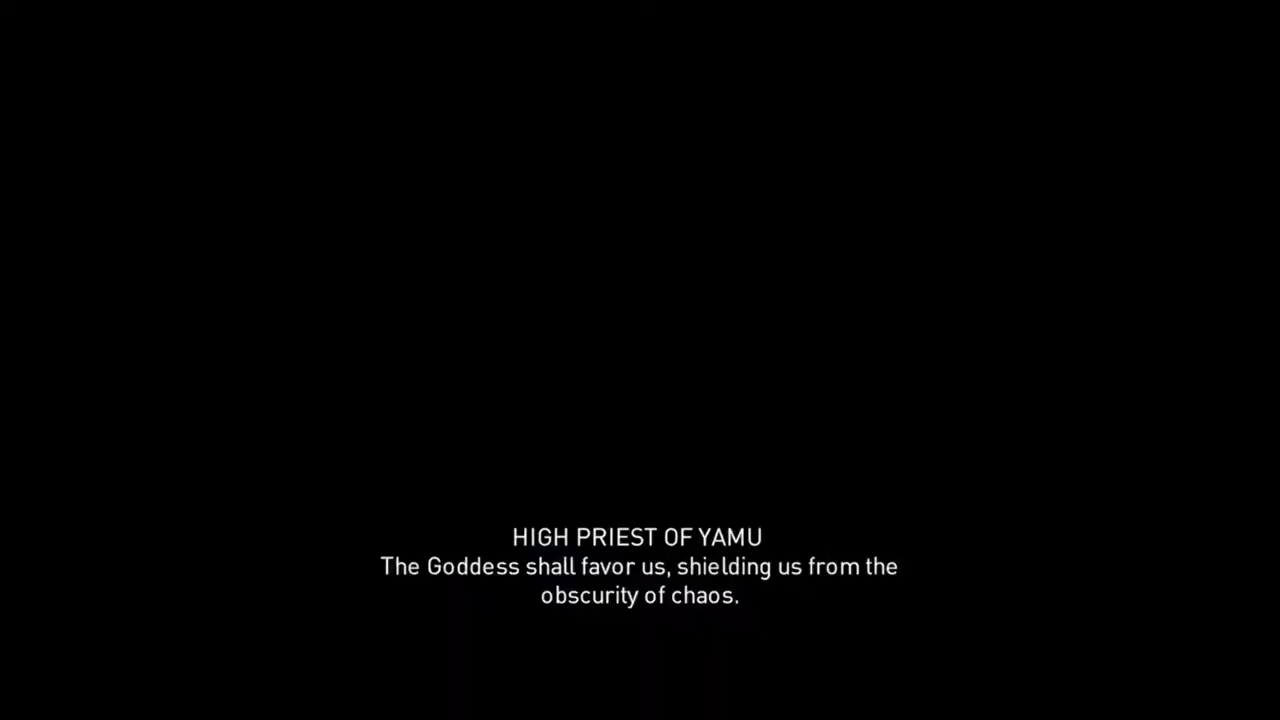 HIGH PRIEST OF YAMU
The Goddess shall favor us, shielding us from the
obscurity of chaos.